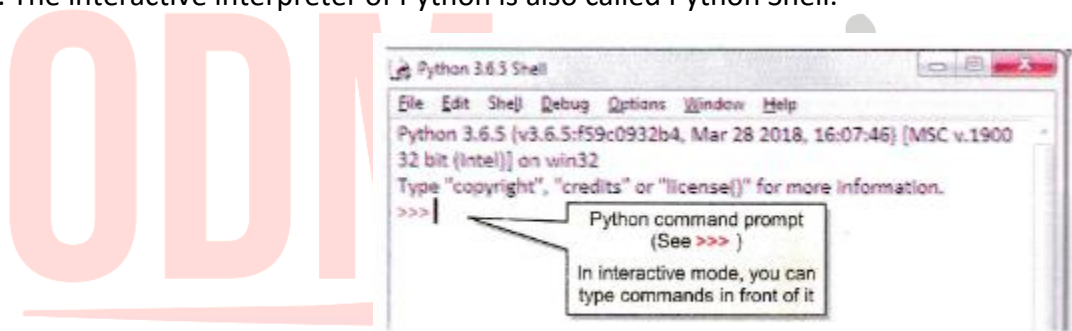 . The interactive interpreter of Python is also called Python Shell.
ODM
Python 3.6.5 Shell
File Edit Shell Debug Options Window Help
Python 3.6.5 (v3.6.5:f59c0932b4, Mar 28 2018, 16:07:46) [MSC v.1900
32 bit (Intel)] on win32
Type "copyright", "credits" or "license()" for more information.
>>>
Python command prompt
(See >>> )
In interactive mode, you can
type commands in front of it